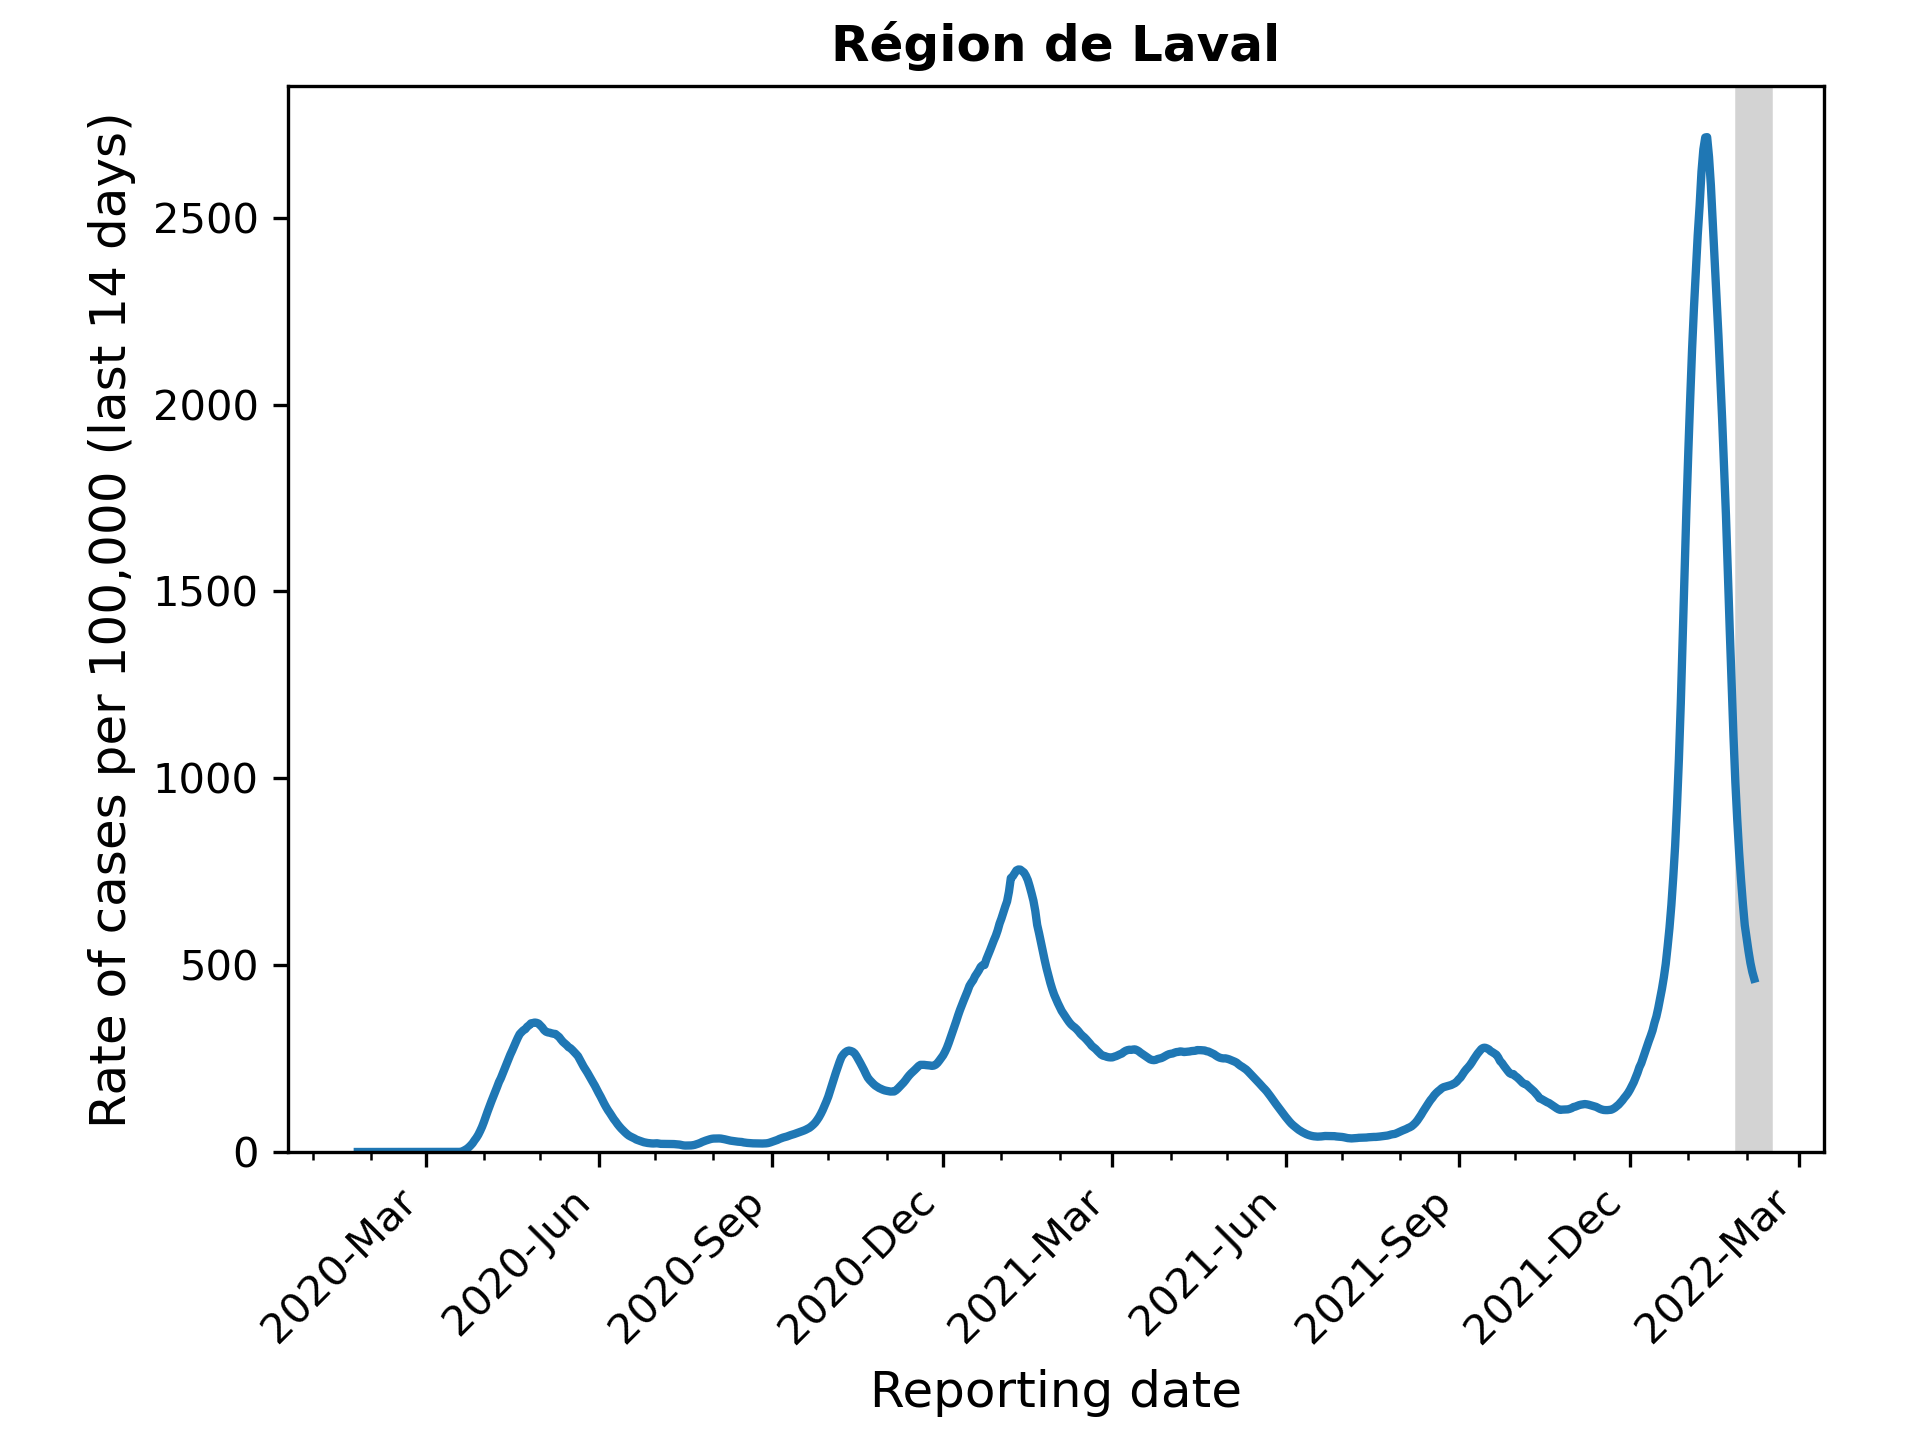 Région de Laval
Rate of cases per 100,000 (last 14 days)
2500
2000
1500
1000
500
0
2020-Mar
2020-Jun
2020-Sep
2020-Dec
2021-Mar
2021-Jun
2021-Sep
2021-Dec
2022-Mar
Reporting date